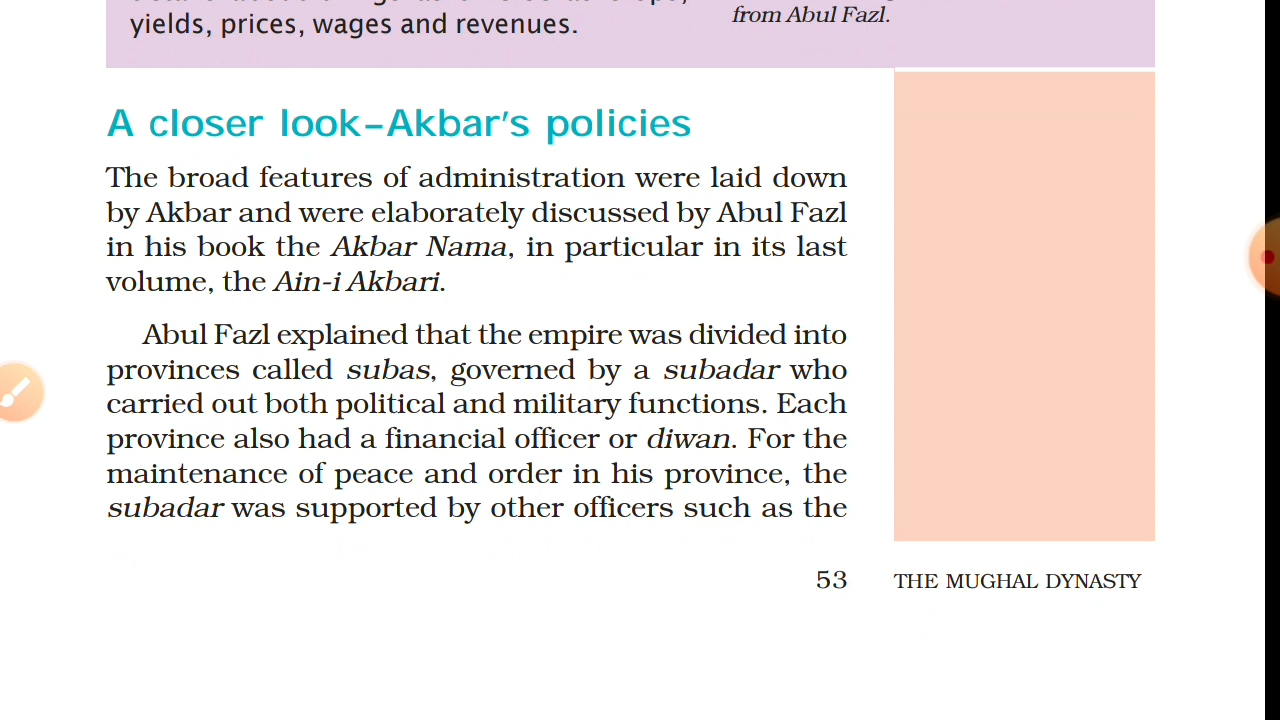 yields, prices, wages and revenues.
from Abul Fazl.
A closer look–Akbar's policies
The broad features of administration were laid down
by Akbar and were elaborately discussed by Abul Fazl
in his book the Akbar Nama, in particular in its last
volume, the Ain-i Akbari.
Abul Fazl explained that the empire was divided into
provinces called subas, governed by a subadar who
carried out both political and military functions. Each
province also had a financial officer or diwan. For the
maintenance of peace and order in his province, the
subadar was supported by other officers such as the
53
THE MUGHAL DYNASTY